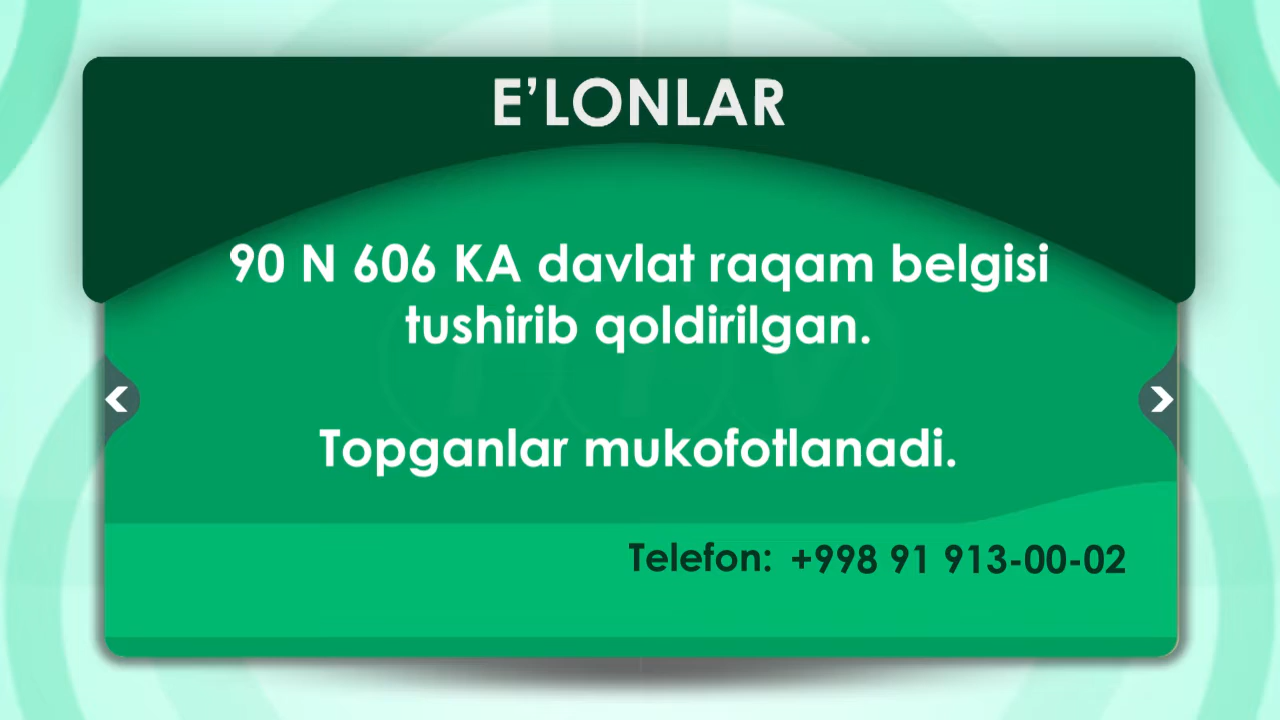 E’LONLAR
90 N 606 KA davlat raqam belgisi
tushirib qoldirilgan.
Topganlar mukofotlanadi.
Telefon: +998 91 913-00-02